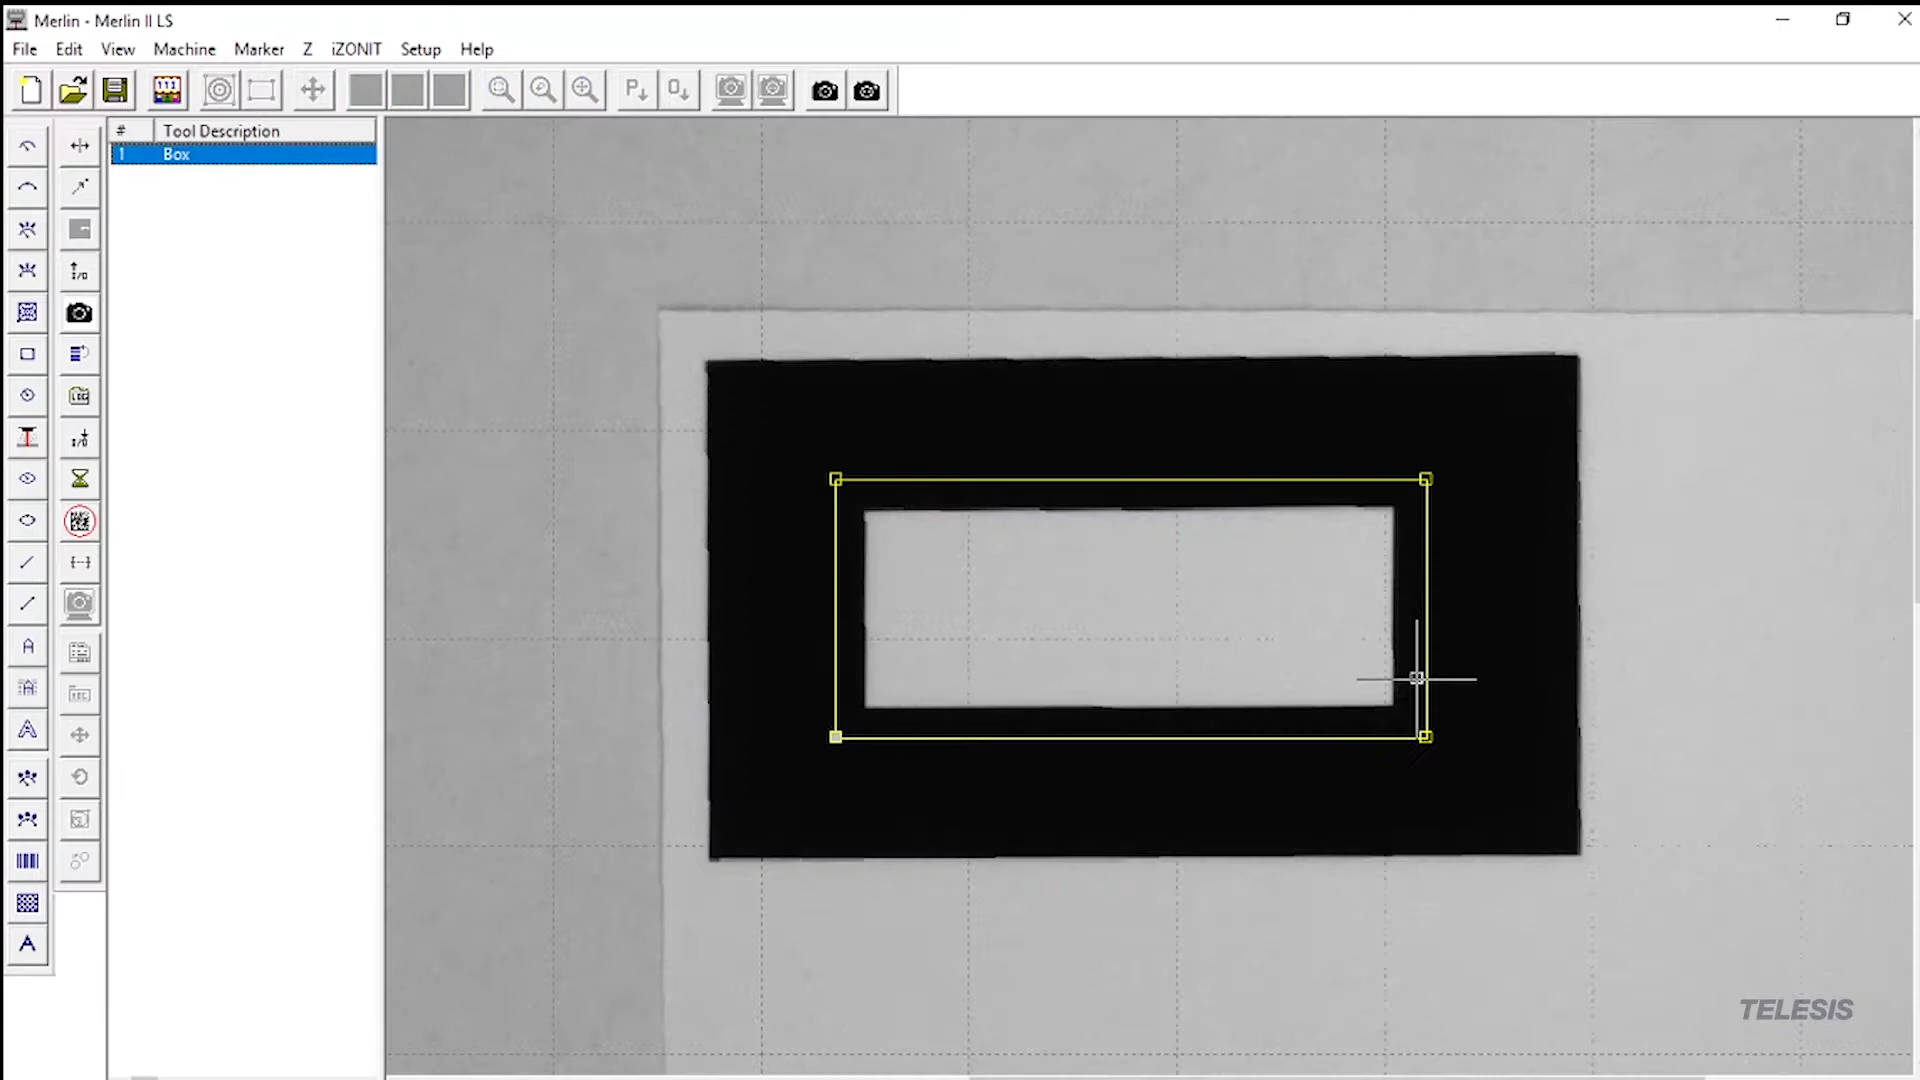 Merlin - Merlin II LS
File Edit View Machine Marker Z iZONIT Setup Help
# Tool Description
1 Box
TELESIS